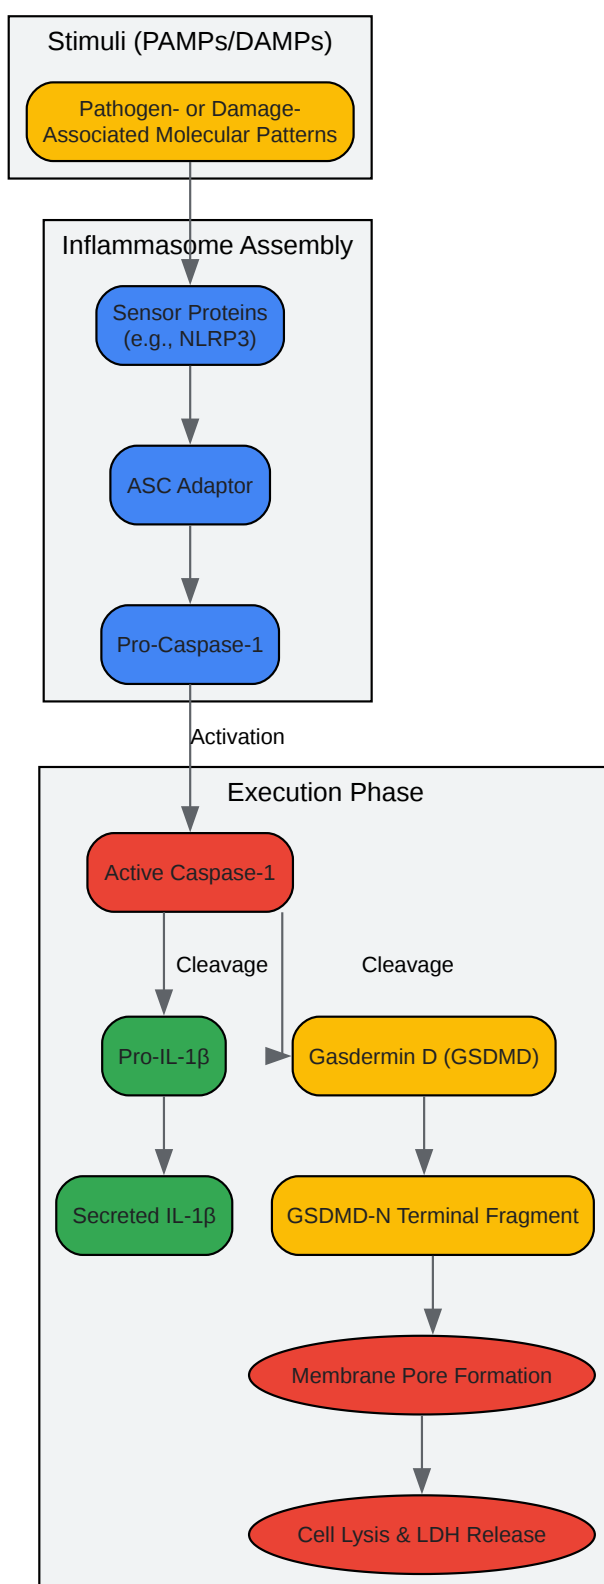 Stimuli (PAMPs/DAMPs)
Pathogen- or Damage-
Associated Molecular Patterns
Inflammasome Assembly
Sensor Proteins
(e.g., NLRP3)
ASC Adaptor
Pro-Caspase-1
Activation
Execution Phase
Active Caspase-1
Cleavage
Cleavage
Pro-IL-1β
Gasdermin D (GSDMD)
Secreted IL-1β
GSDMD-N Terminal Fragment
Membrane Pore Formation
Cell Lysis & LDH Release